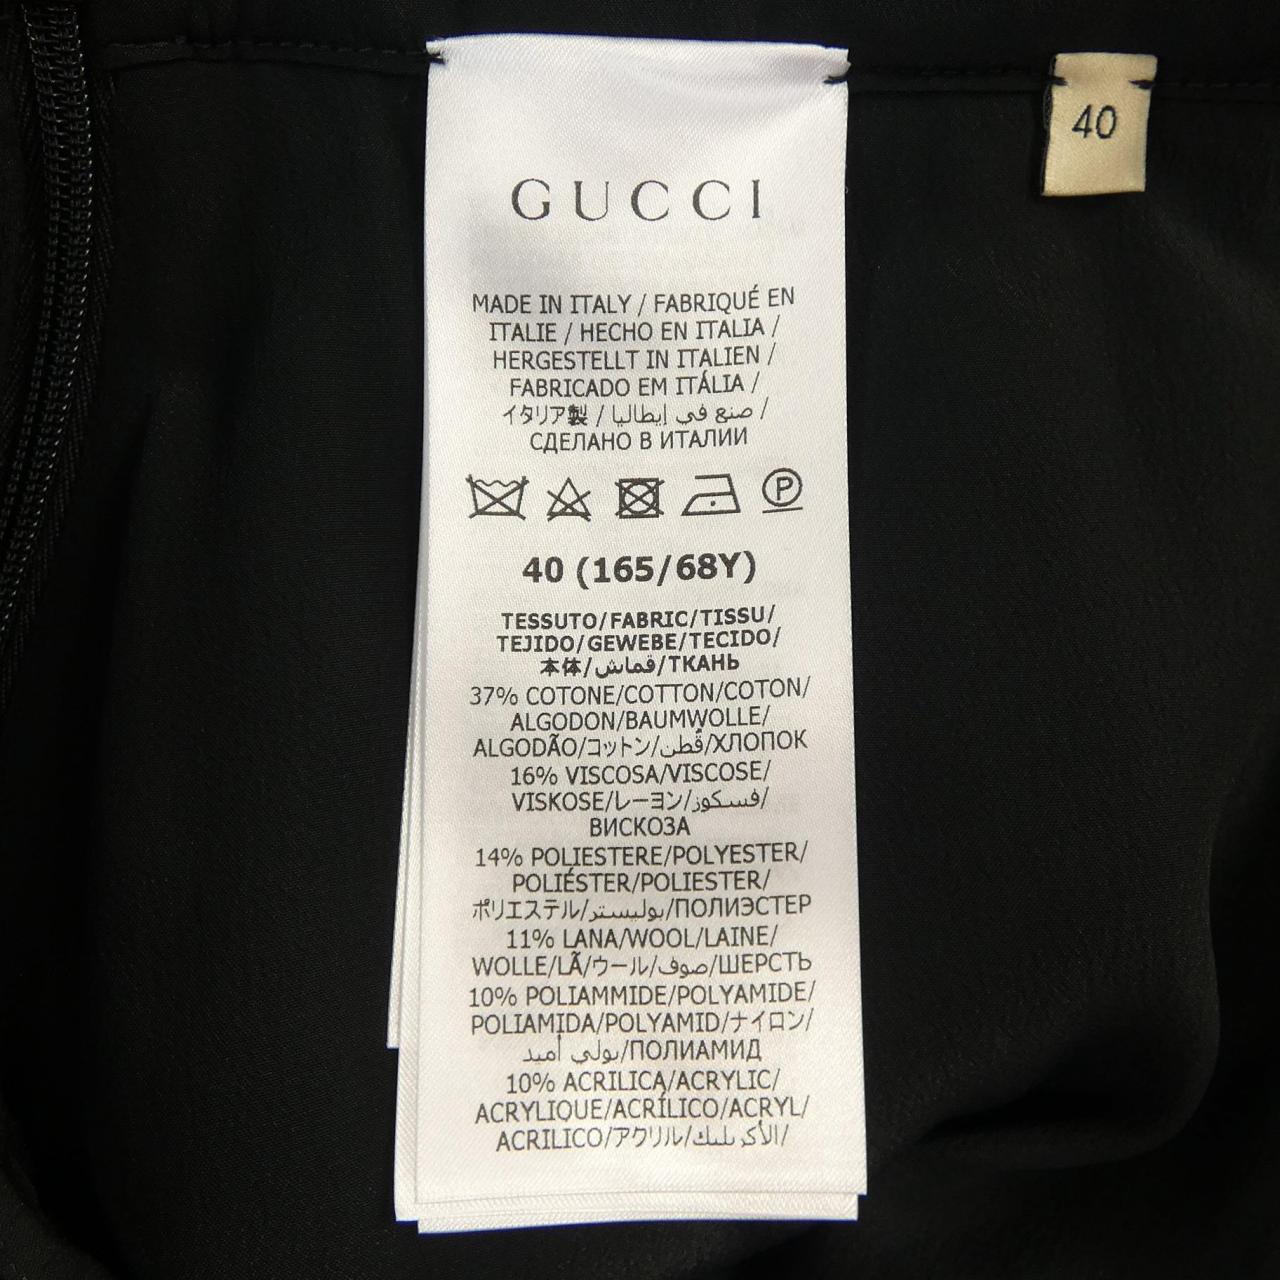 GUCCI
40
MADE IN ITALY / FABRIQUÉ EN
ITALIE / HECHO EN ITALIA /
HERGESTELLT IN ITALIEN /
FABRICADO EM ITÁLIA /
イタリア製 / صنع في إيطاليا /
СДЕЛАНО В ИТАЛИИ
P
40 (165/68Y)
TESSUTO/FABRIC/TISSU/
TEJIDO/GEWEBE/TECIDO/
本体/قماش/ТКАНЬ
37% COTONE/COTTON/COTON/
ALGODON/BAUMWOLLE/
ALGODÃO/コットン/قُطن/ХЛОПОК
16% VISCOSA/VISCOSE/
VISKOSE/レーヨン/فسكوز/
ВИСКОЗА
14% POLIESTERE/POLYESTER/
POLIÉSTER/POLIESTER/
ポリエステル/بوليستر/ПОЛИЭСТЕР
11% LANA/WOOL/LAINE/
WOLLE/LÃ/ウール/صوف/ШЕРСТЬ
10% POLIAMMIDE/POLYAMIDE/
POLIAMIDA/POLYAMID/ナイロン/
بولي أميد/ПОЛИАМИД
10% ACRILICA/ACRYLIC/
ACRYLIQUE/ACRÍLICO/ACRYL/
ACRILICO/アクリル/الأكريليك/